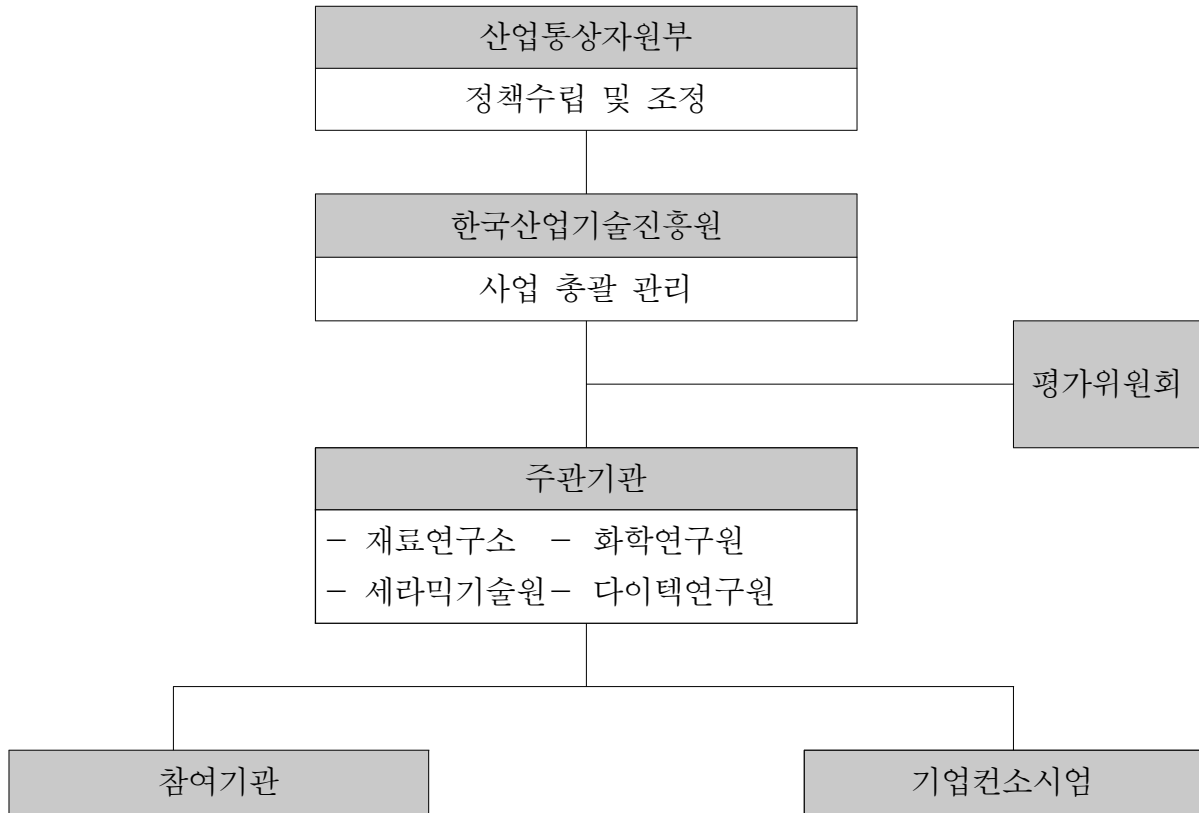 산업통상자원부
정책수립 및 조정
한국산업기술진흥원
사업 총괄 관리
평가위원회
주관기관
- 재료연구소 - 화학연구원
- 세라믹기술원- 다이텍연구원
참여기관
기업컨소시엄